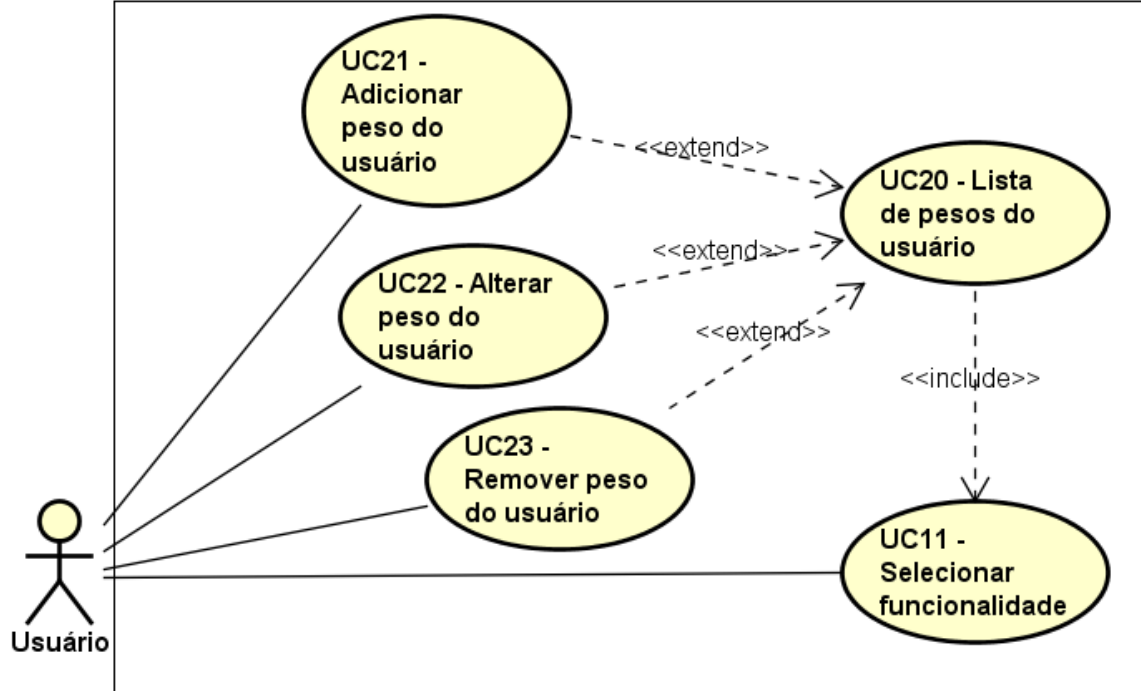 UC21 -
Adicionar
peso do
usuário
<<extend>>
UC20 - Lista
de pesos do
usuário
UC22 - Alterar
peso do
usuário
<<extend>>
<<extend>>
<<include>>
UC23 -
Remover peso
do usuário
UC11 -
Selecionar
funcionalidade
Usuário